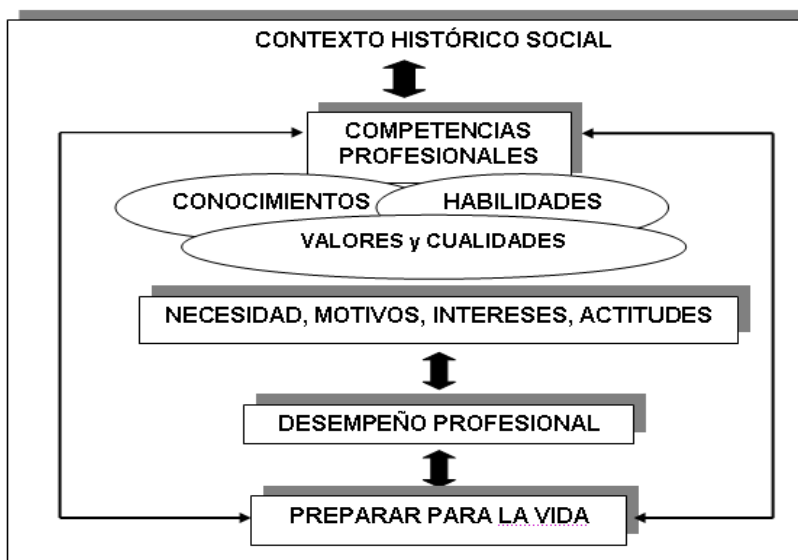 CONTEXTO HISTÓRICO SOCIAL
COMPETENCIAS
PROFESIONALES
CONOCIMIENTOS
HABILIDADES
VALORES y CUALIDADES
NECESIDAD, MOTIVOS, INTERESES, ACTITUDES
DESEMPEÑO PROFESIONAL
PREPARAR PARA LA VIDA